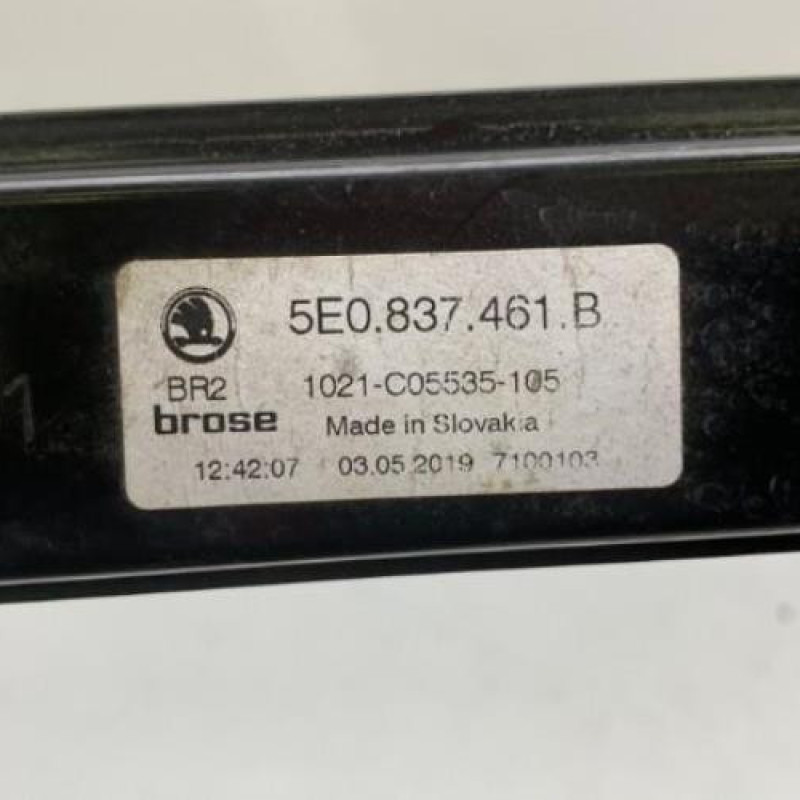 5E0.837.461.B
BR2 1021-C05535-105
brose Made in Slovakia
12:42:07 03.05.2019 7100103